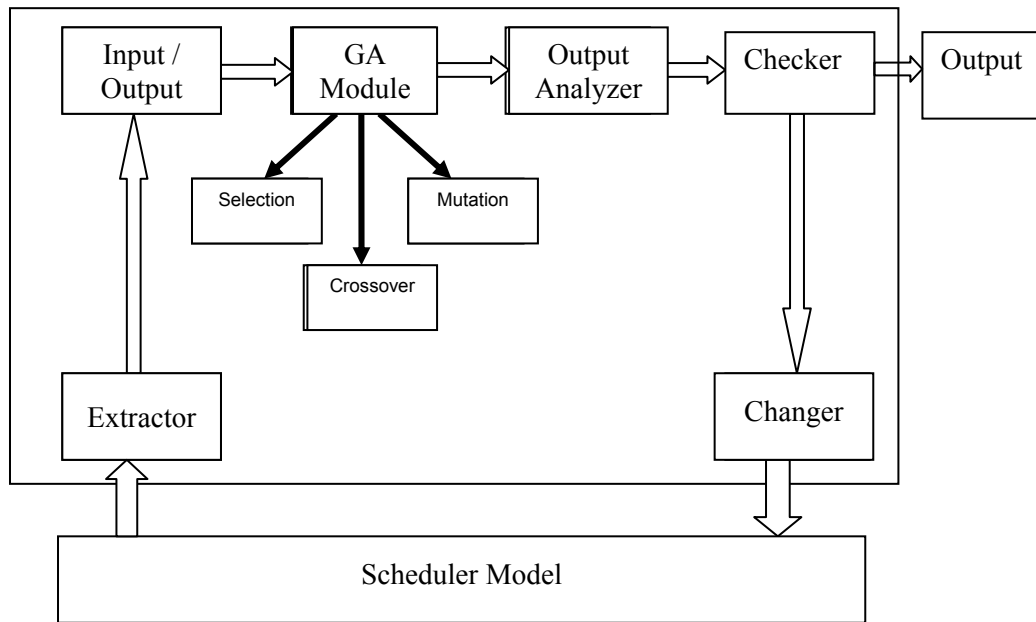 Input /
Output
GA
Module
Output
Analyzer
Checker
Output
Selection
Mutation
Crossover
Extractor
Changer
Scheduler Model